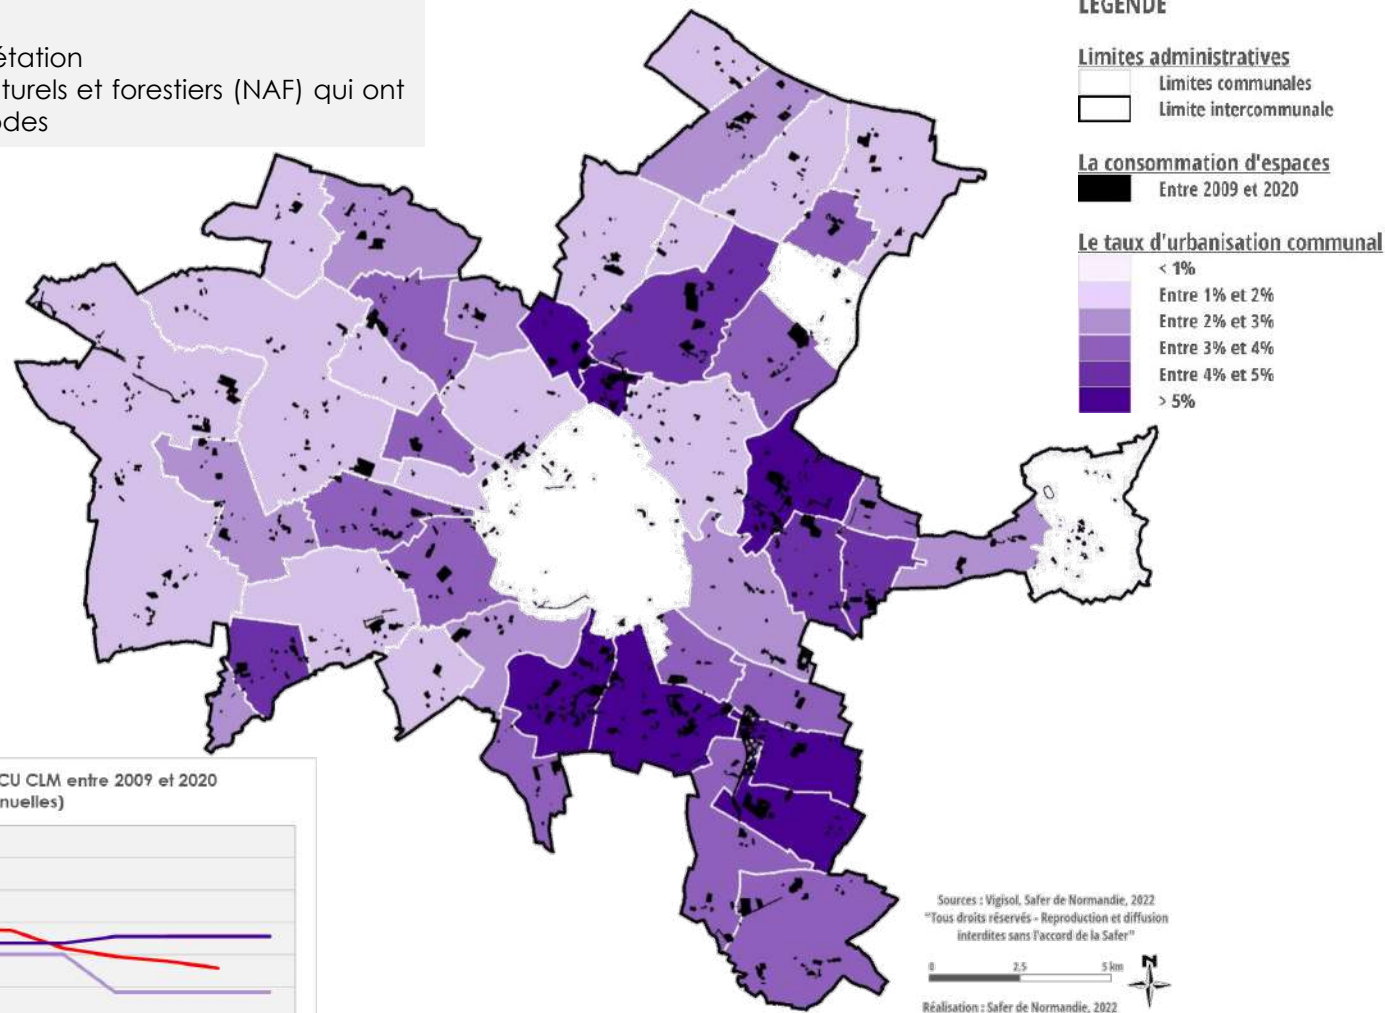 étation
turels et forestiers (NAF) qui ont
odes
LEGENDE
Limites administratives
Limites communales
Limite intercommunale
La consommation d'espaces
Entre 2009 et 2020
Le taux d'urbanisation communal
< 1%
Entre 1% et 2%
Entre 2% et 3%
Entre 3% et 4%
Entre 4% et 5%
> 5%
CU CLM entre 2009 et 2020
nuelles)
Sources : Vigisol, Safer de Normandie, 2022
"Tous droits réservés - Reproduction et diffusion
interdites sans l'accord de la Safer"
0 2,5 5 km
N
Réalisation : Safer de Normandie, 2022